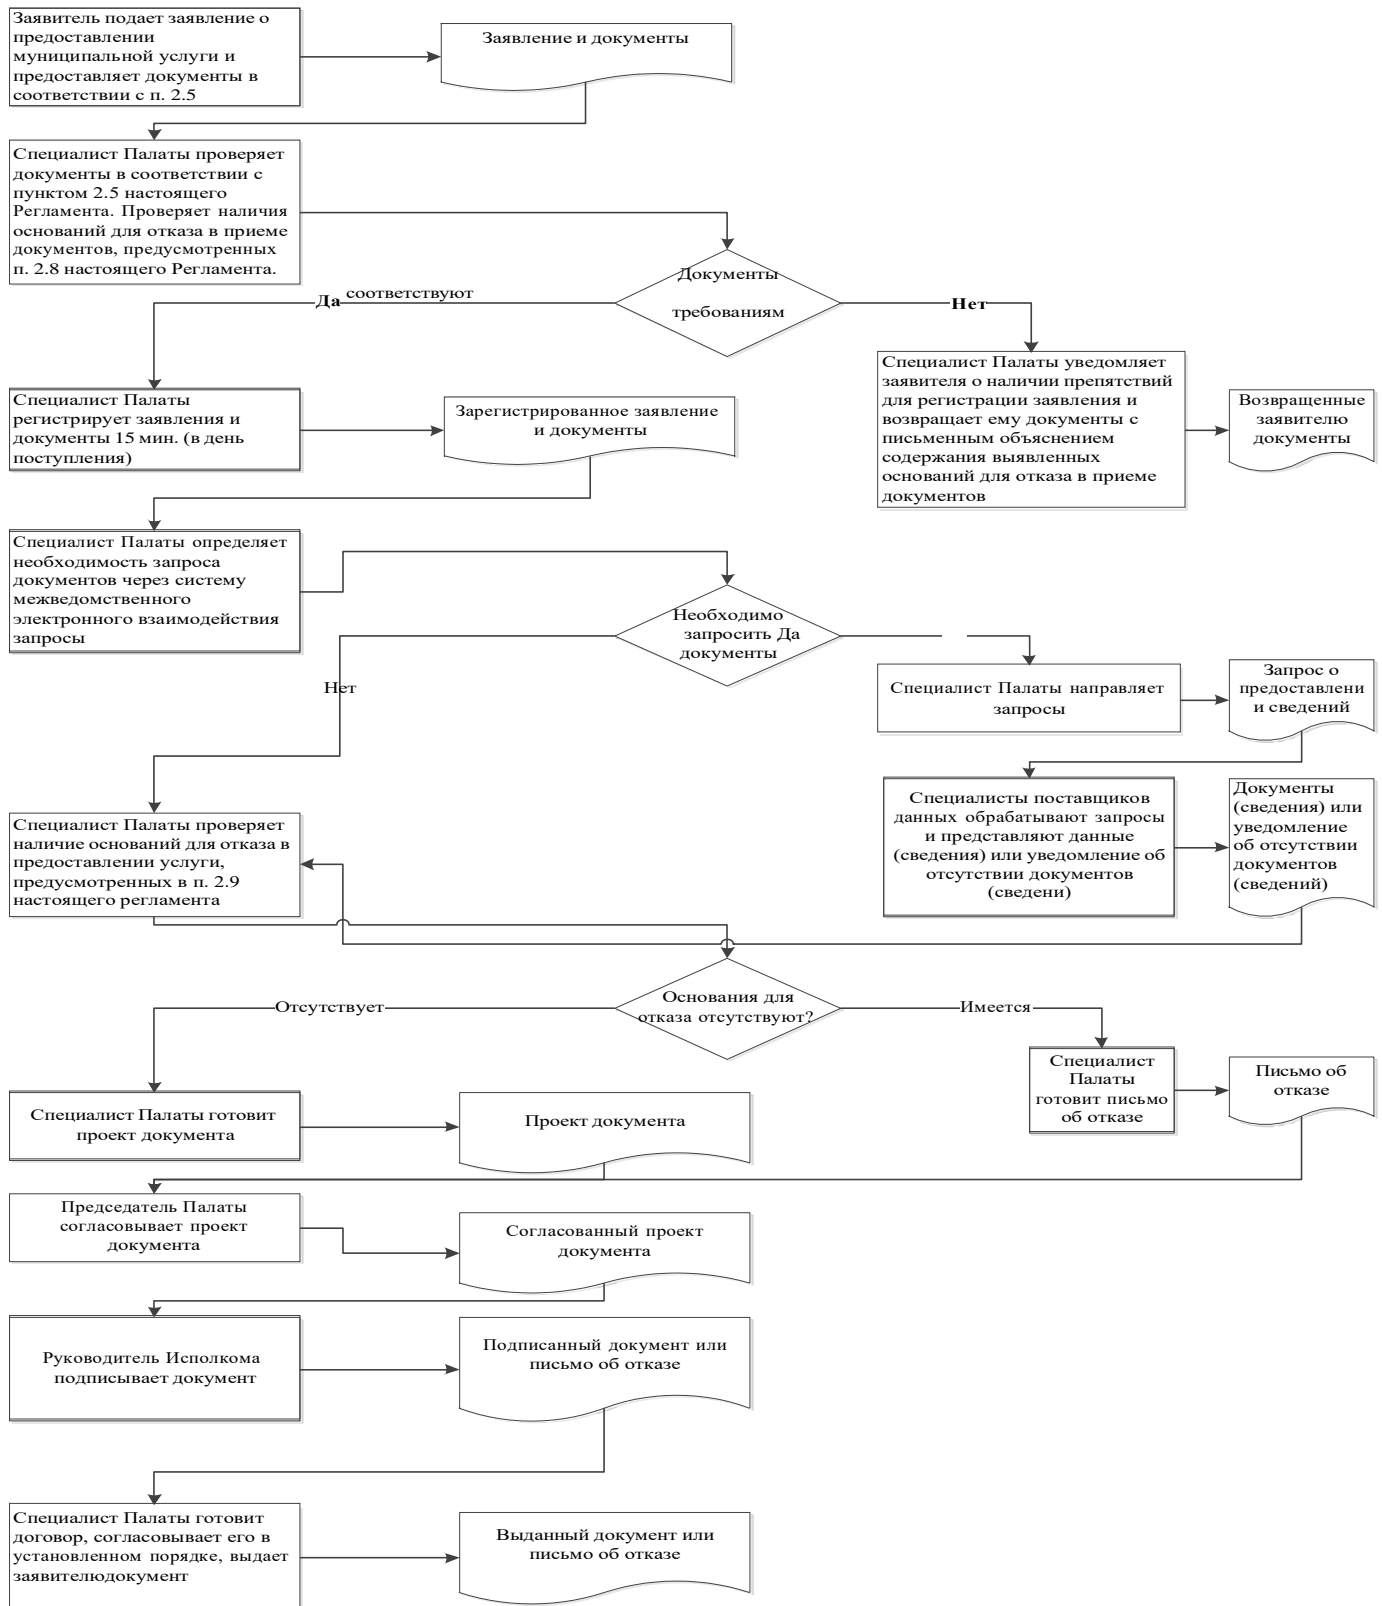 Заявитель подает заявление о
предоставлении
муниципальной услуги и
предоставляет документы в
соответствии с п. 2.5
Заявление и документы
Специалист Палаты проверяет
документы в соответствии с
пунктом 2.5 настоящего
Регламента. Проверяет наличия
оснований для отказа в приеме
документов, предусмотренных
п. 2.8 настоящего Регламента.
Документы
Да соответствуют
требованиям
Нет
Специалист Палаты
регистрирует заявления и
документы 15 мин. (в день
поступления)
Зарегистрированное заявление
и документы
Специалист Палаты уведомляет
заявителя о наличии препятствий
для регистрации заявления и
возвращает ему документы с
письменным объяснением
содержания выявленных
оснований для отказа в приеме
документов
Возвращенные
заявителю
документы
Специалист Палаты определяет
необходимость запроса
документов через систему
межведомственного
электронного взаимодействия
запросы
Необходимо
запросить Да
документы
Нет
Специалист Палаты направляет
запросы
Запрос о
предоставлени
и сведений
Специалисты поставщиков
данных обрабатывают запросы
и представляют данные
(сведения) или уведомление об
отсутствии документов
(сведени)
Документы
(сведения) или
уведомление
об отсутствии
документов
(сведений)
Специалист Палаты проверяет
наличие оснований для отказа в
предоставлении услуги,
предусмотренных в п. 2.9
настоящего регламента
Отсутствует
Основания для
отказа отсутствуют?
Имеется
Специалист
Палаты
готовит письмо
об отказе
Письмо об
отказе
Специалист Палаты готовит
проект документа
Проект документа
Председатель Палаты
согласовывает проект
документа
Согласованный проект
документа
Руководитель Исполкома
подписывает документ
Подписанный документ или
письмо об отказе
Специалист Палаты готовит
договор, согласовывает его в
установленном порядке, выдает
заявителюдокумент
Выданный документ или
письмо об отказе